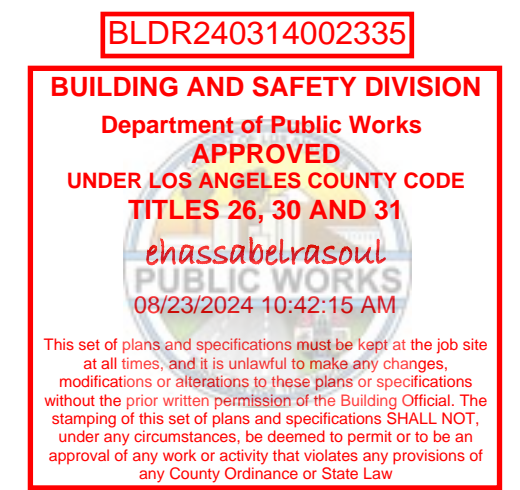 BLDR240314002335
BUILDING AND SAFETY DIVISION
Department of Public Works
APPROVED
UNDER LOS ANGELES COUNTY CODE
TITLES 26, 30 AND 31
ehassabelrasoul
PUBLIC WORKS
08/23/2024 10:42:15 AM
This set of plans and specifications must be kept at the job site
at all times, and it is unlawful to make any changes,
modifications or alterations to these plans or specifications
without the prior written permission of the Building Official. The
stamping of this set of plans and specifications SHALL NOT,
under any circumstances, be deemed to permit or to be an
approval of any work or activity that violates any provisions of
any County Ordinance or State Law